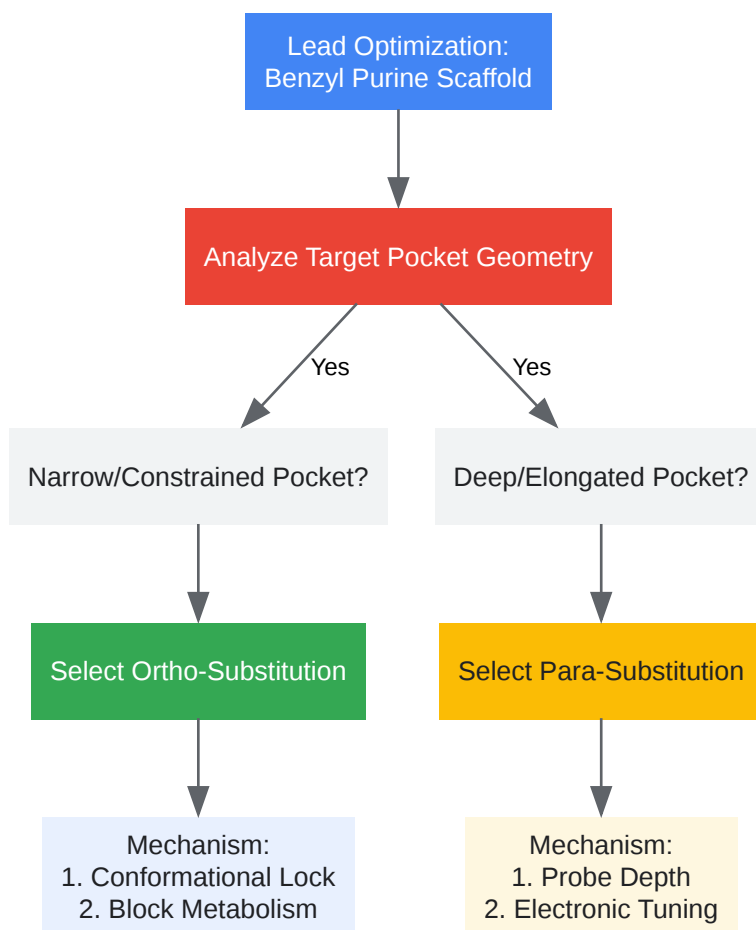 Lead Optimization:
Benzyl Purine Scaffold
Analyze Target Pocket Geometry
Yes
Yes
Narrow/Constrained Pocket?
Deep/Elongated Pocket?
Select Ortho-Substitution
Select Para-Substitution
Mechanism:
1. Conformational Lock
2. Block Metabolism
Mechanism:
1. Probe Depth
2. Electronic Tuning